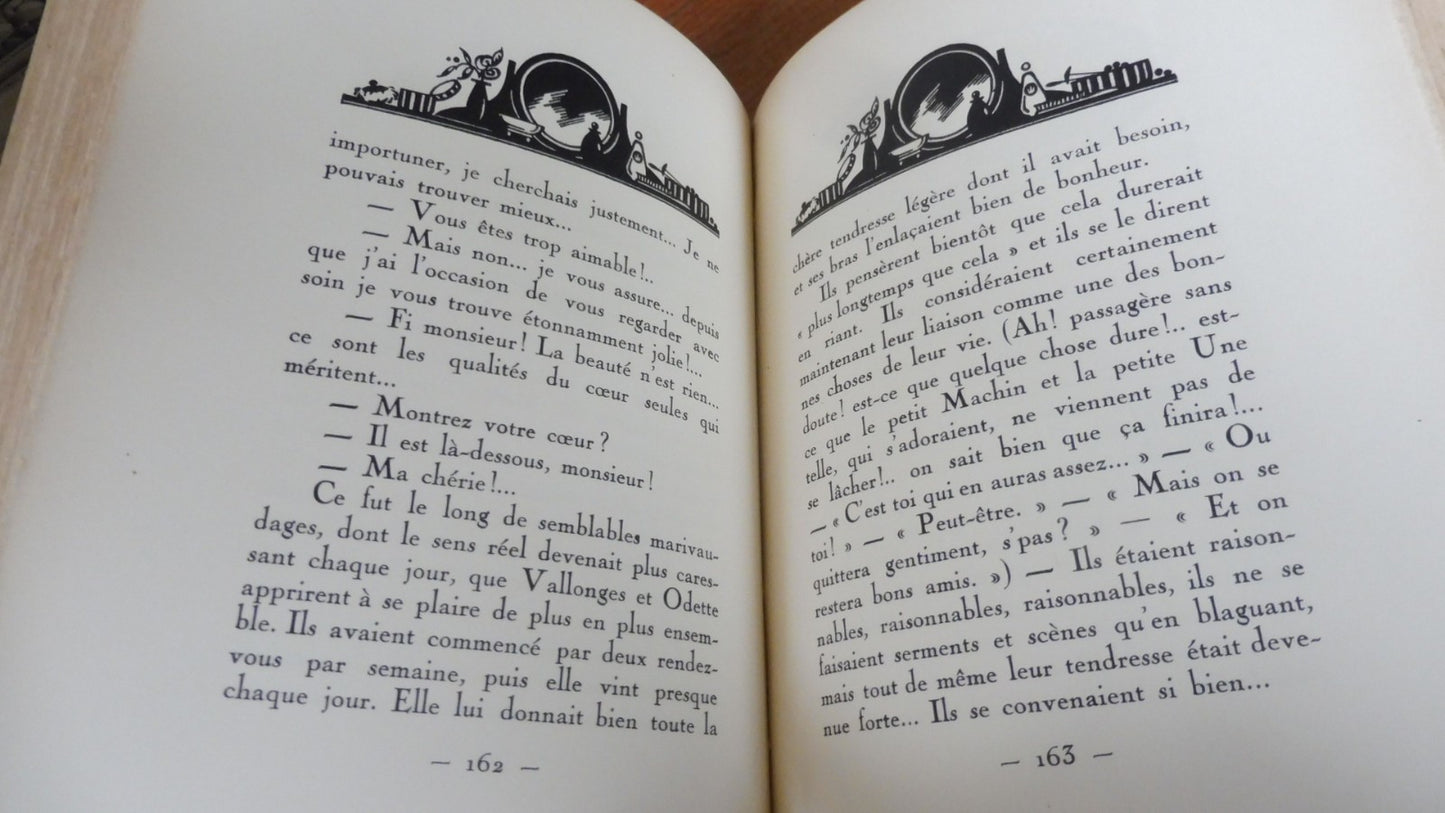 importuner, je cherchais justement... Je ne
pouvais trouver mieux...
— Vous êtes trop aimable!..
— Mais non... je vous assure... depuis
que j'ai l'occasion de vous regarder avec
soin je vous trouve étonnamment jolie!...
— Fi monsieur! La beauté n'est rien...
ce sont les qualités du cœur seules qui
méritent...
— Montrez votre cœur?
— Il est là-dessous, monsieur!
— Ma chérie!...
Ce fut le long de semblables marivau-
dages, dont le sens réel devenait plus cares-
sant chaque jour, que Vallonges et Odette
apprirent à se plaire de plus en plus ensem-
ble. Ils avaient commencé par deux rendez-
vous par semaine, puis elle vint presque
chaque jour. Elle lui donnait bien toute la
— 162 —
chère tendresse légère dont il avait besoin,
et ses bras l'enlaçaient bien de bonheur.
Ils pensèrent bientôt que cela durerait
« plus longtemps que cela » et ils se le dirent
en riant. Ils considéraient certainement
maintenant leur liaison comme une des bon-
nes choses de leur vie. (Ah! passagère sans
doute! est-ce que quelque chose dure!.. est-
ce que le petit Machin et la petite Une
telle, qui s'adoraient, ne viennent pas de
se lâcher!.. on sait bien que ça finira!...
— « C'est toi qui en auras assez... » — « Ou
toi! » — « Peut-être. » — « Mais on se
quittera gentiment, s'pas? » — « Et on
restera bons amis. ») — Ils étaient raison-
nables, raisonnables, raisonnables, ils ne se
faisaient serments et scènes qu'en blaguant,
mais tout de même leur tendresse était deve-
nue forte... Ils se convenaient si bien...
— 163 —